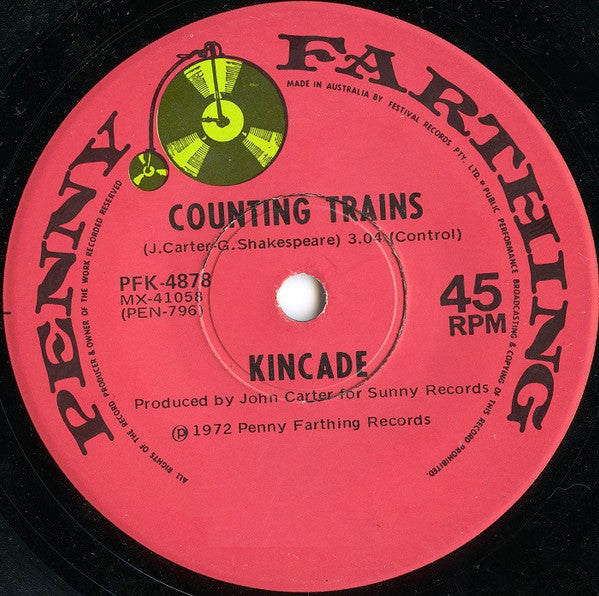 PENNY FARTHING
MADE IN AUSTRALIA BY FESTIVAL RECORDS PTY. LTD. = PUBLIC PERFORMANCE BROADCASTING & COPYING OF THIS RECORD PROHIBITED.
ALL RIGHTS OF THE RECORD PRODUCER & OWNER OF THE WORK RECORDED RESERVED
COUNTING TRAINS
(J.Carter-G.Shakespeare) 3.04 (Control)
PFK-4878
MX-41058
(PEN-796)
45
RPM
KINCADE
Produced by John Carter for Sunny Records
℗ 1972 Penny Farthing Records